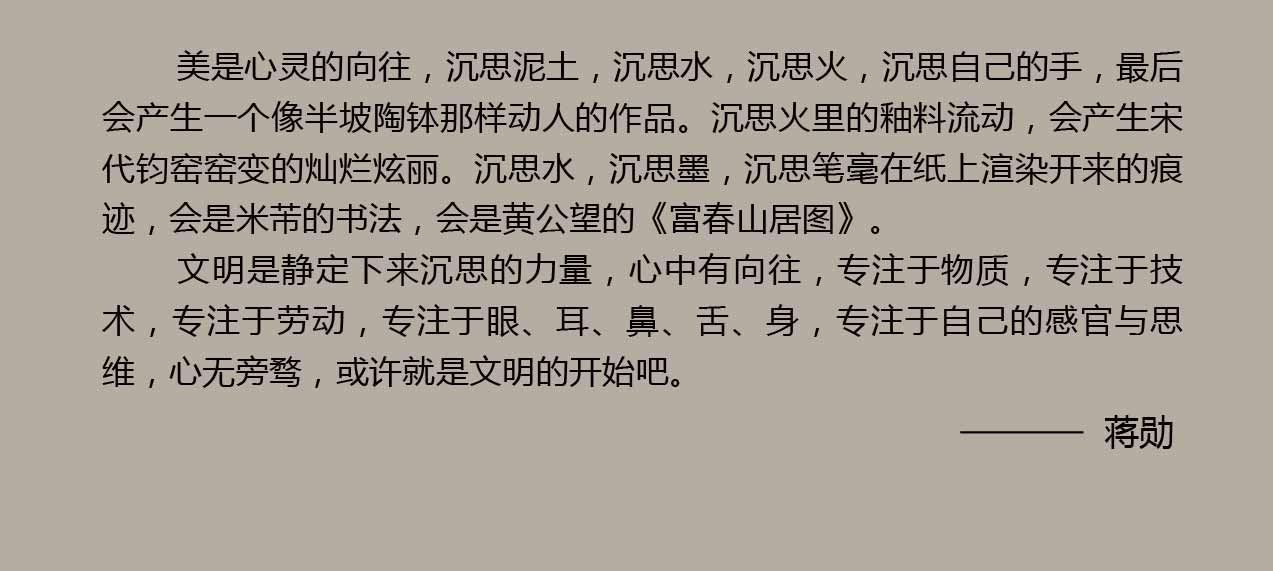 美是心灵的向往，沉思泥土，沉思水，沉思火，沉思自己的手，最后
会产生一个像半坡陶钵那样动人的作品。沉思火里的釉料流动，会产生宋
代钧窑窑变的灿烂炫丽。沉思水，沉思墨，沉思笔毫在纸上渲染开来的痕
迹，会是米芾的书法，会是黄公望的《富春山居图》。
文明是静定下来沉思的力量，心中有向往，专注于物质，专注于技
术，专注于劳动，专注于眼、耳、鼻、舌、身，专注于自己的感官与思
维，心无旁骛，或许就是文明的开始吧。
——— 蒋勋